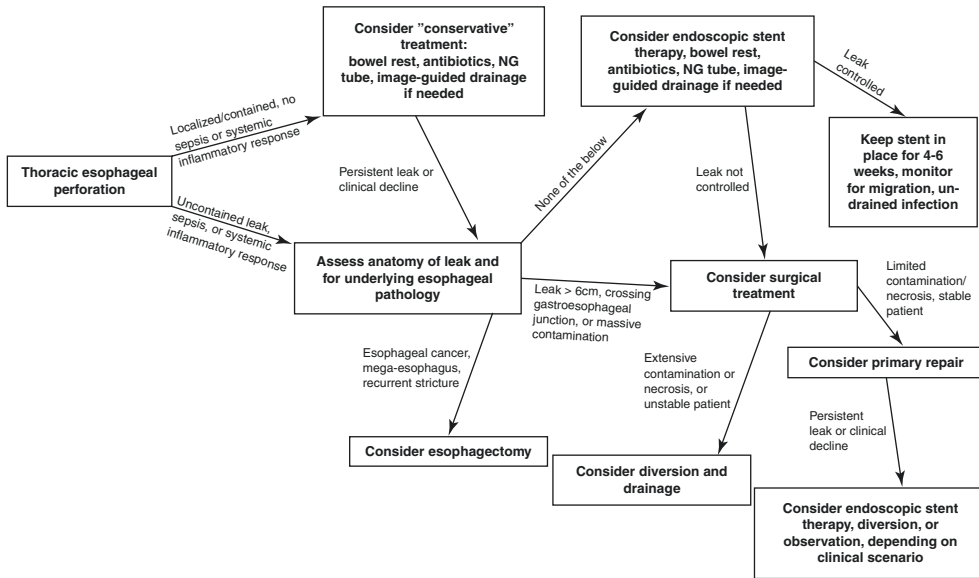 Consider ”conservative”
treatment:
bowel rest, antibiotics, NG
tube, image-guided drainage
if needed
Consider endoscopic stent
therapy, bowel rest,
antibiotics, NG tube, image-
guided drainage if needed
Leak
controlled
Localized/contained, no
sepsis or systemic
inflammatory response
Thoracic esophageal
perforation
Keep stent in
place for 4-6
weeks, monitor
for migration, un-
drained infection
Persistent leak or
clinical decline
None of the below
Leak not
controlled
Uncontained leak,
sepsis, or systemic
inflammatory response
Assess anatomy of leak and
for underlying esophageal
pathology
Leak > 6cm, crossing
gastroesophageal
junction, or massive
contamination
Consider surgical
treatment
Limited
contamination/
necrosis, stable
patient
Esophageal cancer,
mega-esophagus,
recurrent stricture
Extensive
contamination or
necrosis, or
unstable patient
Consider primary repair
Consider esophagectomy
Consider diversion and
drainage
Persistent
leak or clinical
decline
Consider endoscopic stent
therapy, diversion, or
observation, depending on
clinical scenario